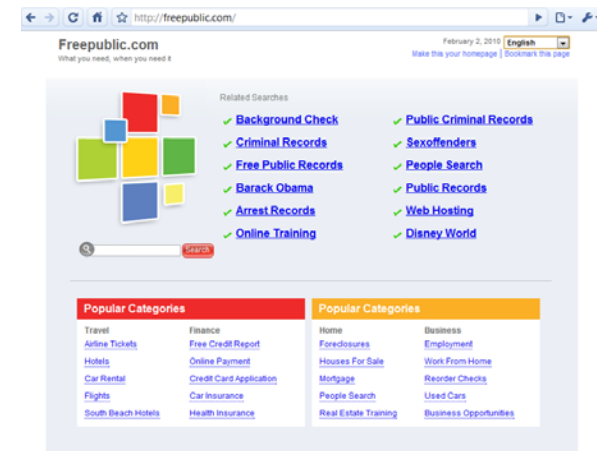 http://freepublic.com/
Freepublic.com
What you need, when you need it
February 2, 2010 English
Make this your homepage | Bookmark this page
Related Searches
Background Check
Public Criminal Records
Criminal Records
Sexoffenders
Free Public Records
People Search
Barack Obama
Public Records
Arrest Records
Web Hosting
Online Training
Disney World
Search
Popular Categories
Travel
Finance
Airline Tickets
Free Credit Report
Hotels
Online Payment
Car Rental
Credit Card Application
Flights
Car Insurance
South Beach Hotels
Health Insurance
Popular Categories
Home
Business
Foreclosures
Employment
Houses For Sale
Work From Home
Mortgage
Reorder Checks
People Search
Used Cars
Real Estate Training
Business Opportunities